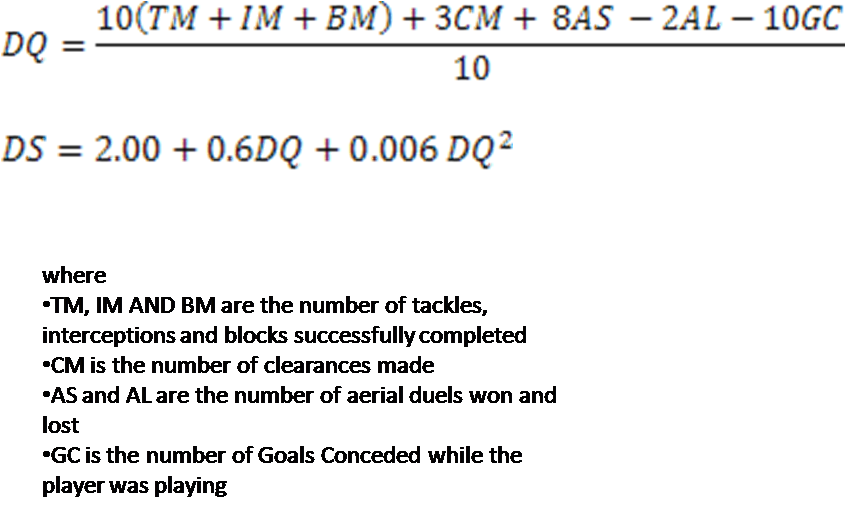 DQ = 10(TM + IM + BM) + 3CM + 8AS − 2AL − 10GC
10
DS = 2.00 + 0.6DQ + 0.006 DQ²
where
•TM, IM AND BM are the number of tackles,
interceptions and blocks successfully completed
•CM is the number of clearances made
•AS and AL are the number of aerial duels won and
lost
•GC is the number of Goals Conceded while the
player was playing